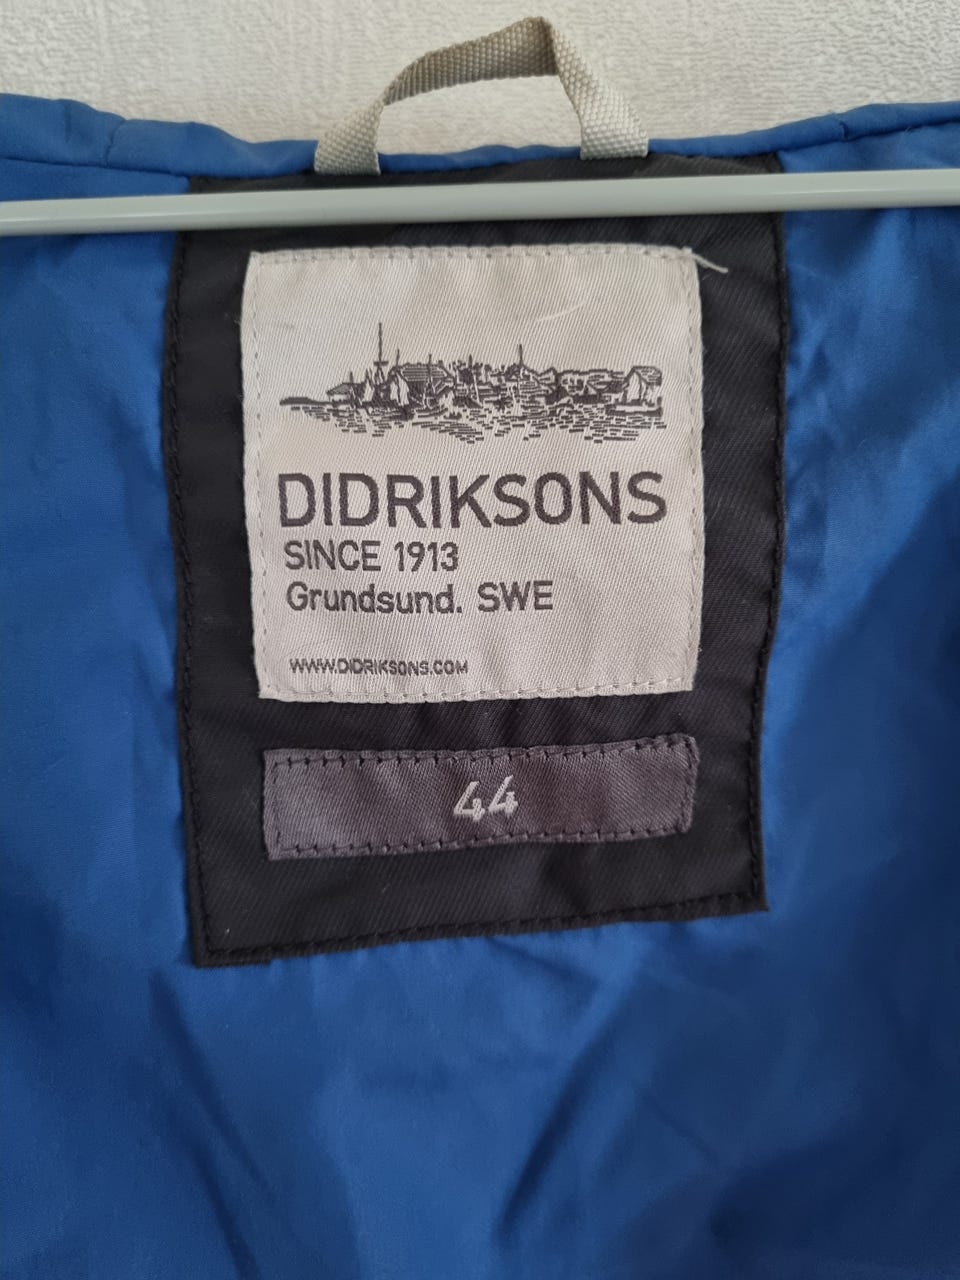 DIDRIKSONS
SINCE 1913
Grundsund. SWE
WWW.DIDRIKSONS.COM
44